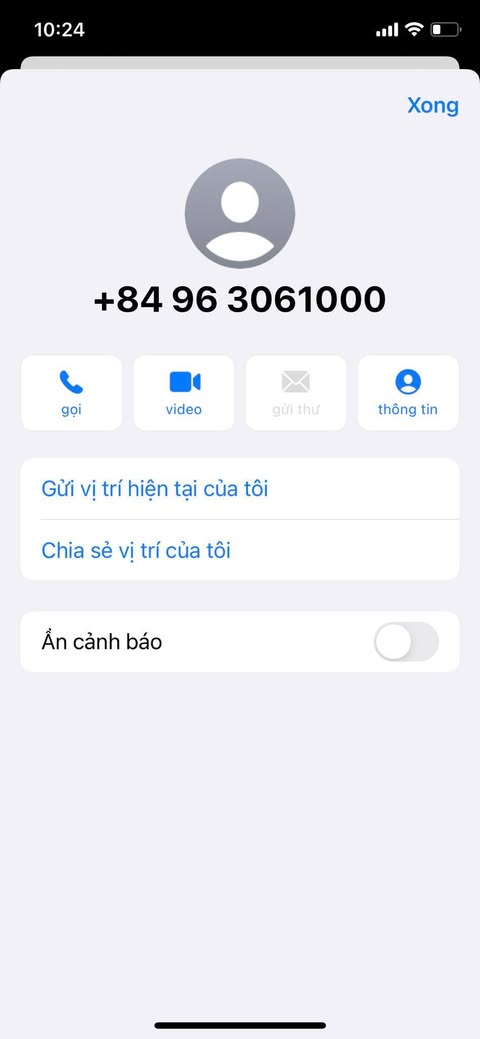 10:24
Xong
+84 96 3061000
gọi
video
gửi thư
thông tin
Gửi vị trí hiện tại của tôi
Chia sẻ vị trí của tôi
Ẩn cảnh báo